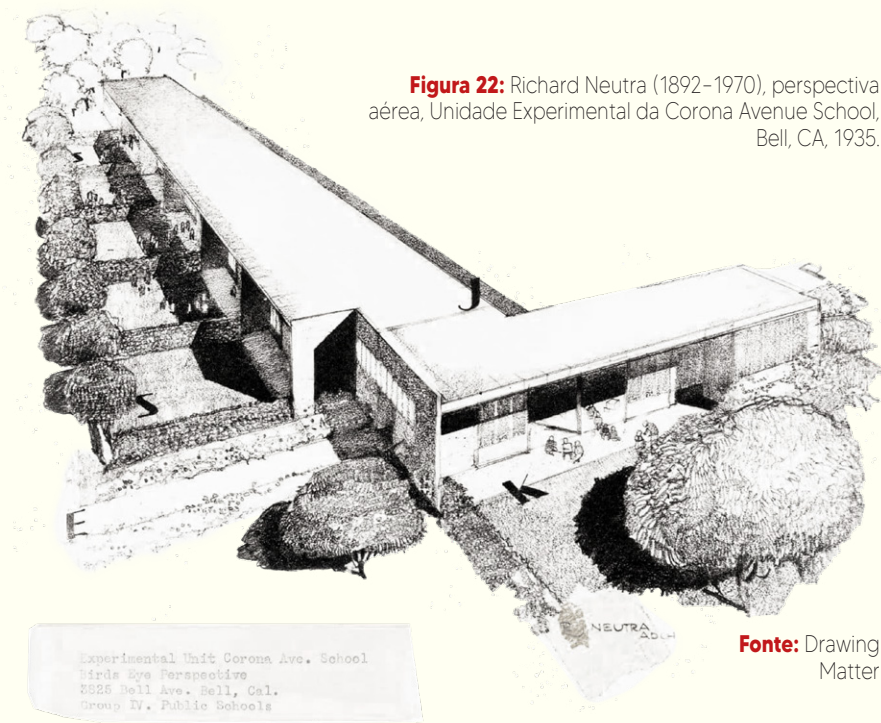 Figura 22: Richard Neutra (1892–1970), perspectiva
aérea, Unidade Experimental da Corona Avenue School,
Bell, CA, 1935.
S
J
S
K
E
NEUTRA
Fonte: Drawing
Matter
Experimental Unit Corona Ave. School
Birds Eye Perspective
3825 Bell Ave. Bell, Cal.
Group IV. Public Schools